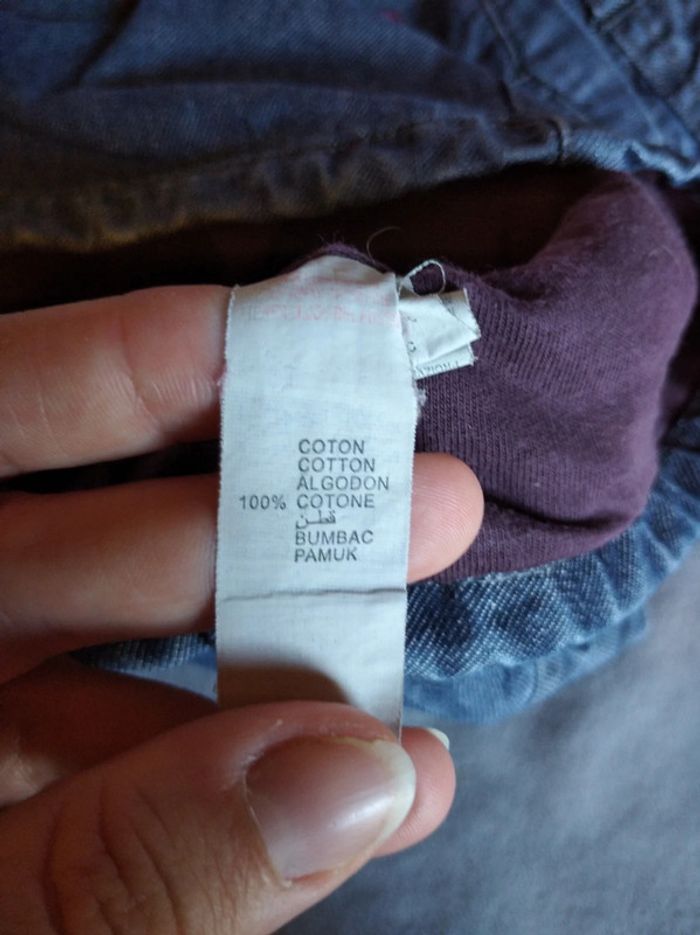 COTON
COTTON
ALGODON
100% COTONE
قطن
BUMBAC
PAMUK